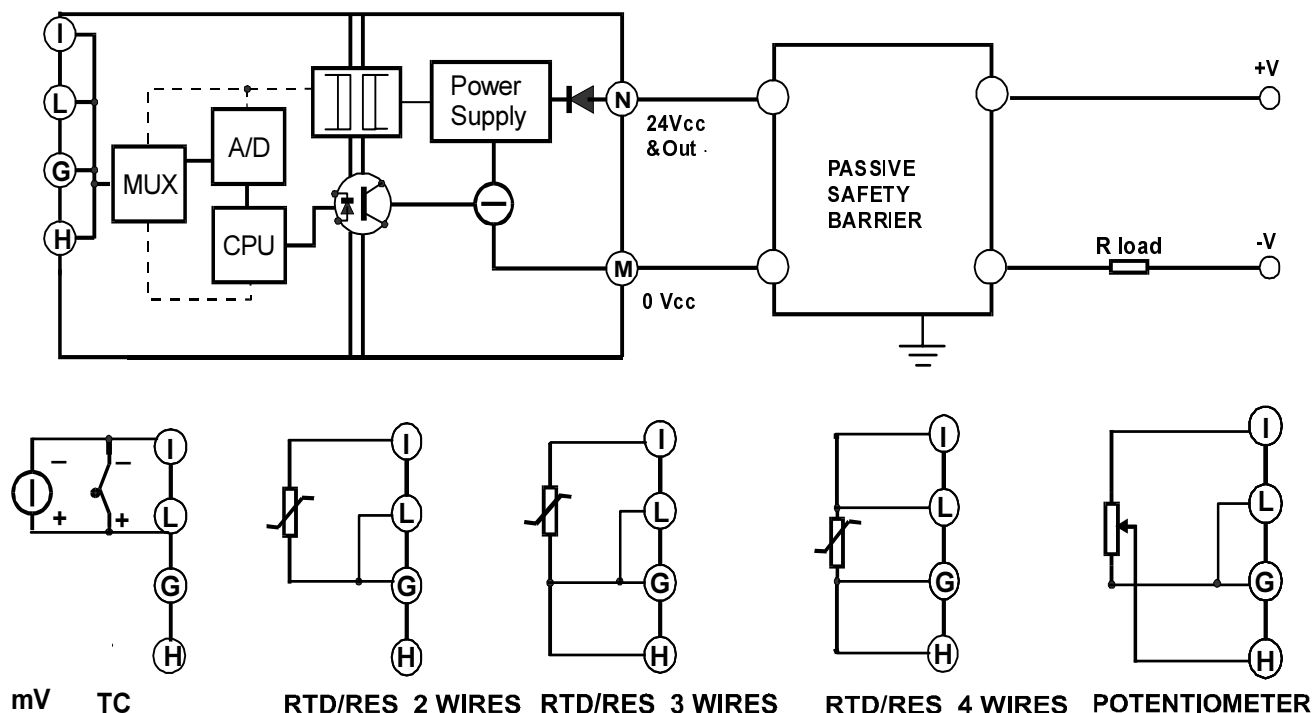 I
L
G
H
MUX
A/D
CPU
Power
Supply
N
24Vcc
&Out
M
0 Vcc
PASSIVE
SAFETY
BARRIER
+V
R load
-V
I
– –
+ +
I
L
G
H
mV TC
I
L
G
H
RTD/RES 2 WIRES
I
L
G
H
RTD/RES 3 WIRES
I
L
G
H
RTD/RES 4 WIRES
I
L
G
H
POTENTIOMETER